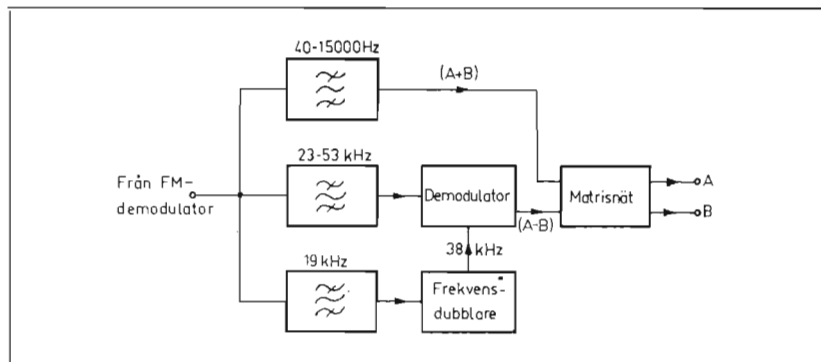 40-15000Hz
(A+B)
23-53 kHz
Från FM-
demodulator
Demodulator
Matrisnät
A
B
(A-B)
38 kHz
19 kHz
Frekvens-
dubblare